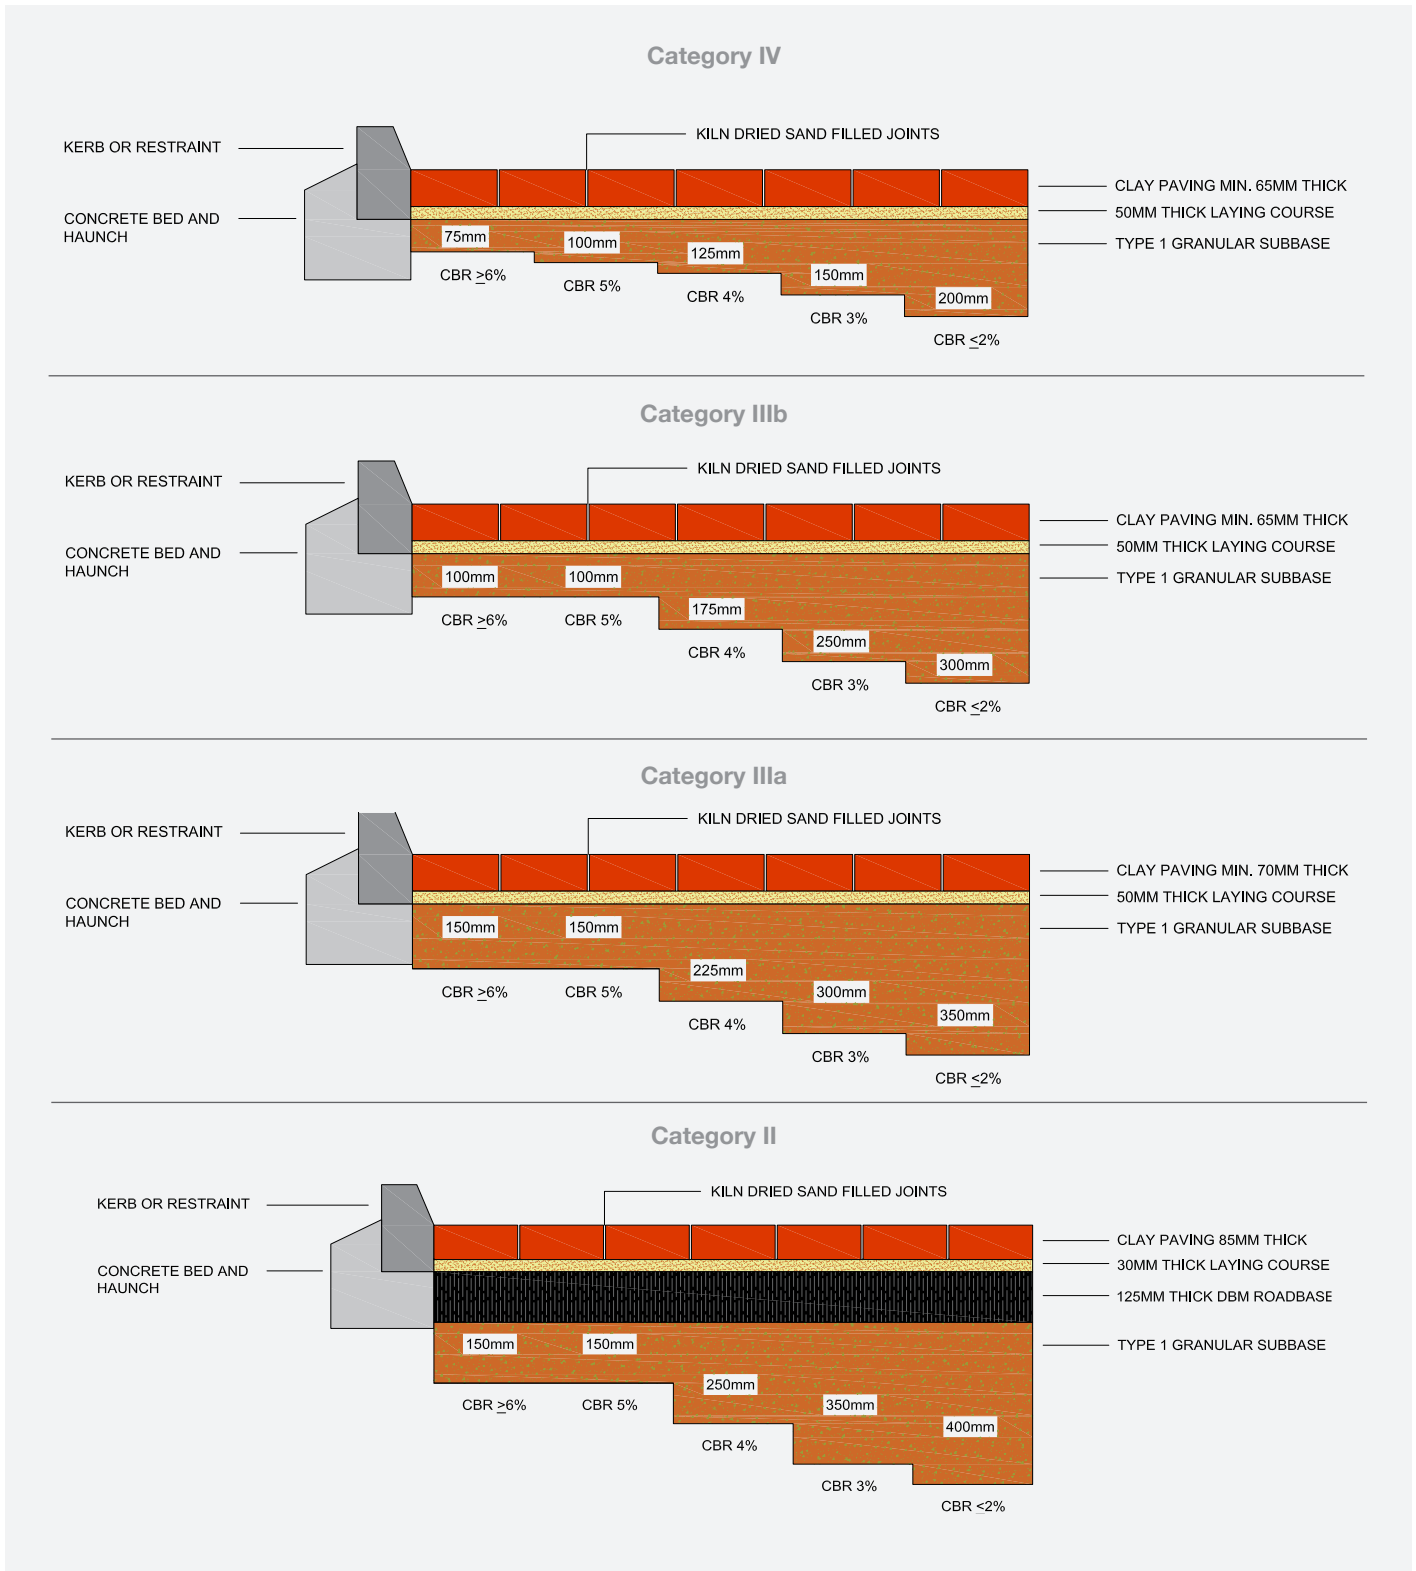 Category IV
KILN DRIED SAND FILLED JOINTS
KERB OR RESTRAINT
CONCRETE BED AND
HAUNCH
CLAY PAVING MIN. 65MM THICK
50MM THICK LAYING COURSE
TYPE 1 GRANULAR SUBBASE
75mm
100mm
125mm
150mm
200mm
CBR ≥6%
CBR 5%
CBR 4%
CBR 3%
CBR ≤2%
Category IIIb
KILN DRIED SAND FILLED JOINTS
KERB OR RESTRAINT
CONCRETE BED AND
HAUNCH
CLAY PAVING MIN. 65MM THICK
50MM THICK LAYING COURSE
TYPE 1 GRANULAR SUBBASE
100mm
100mm
175mm
250mm
300mm
CBR ≥6%
CBR 5%
CBR 4%
CBR 3%
CBR ≤2%
Category IIIa
KILN DRIED SAND FILLED JOINTS
KERB OR RESTRAINT
CONCRETE BED AND
HAUNCH
CLAY PAVING MIN. 70MM THICK
50MM THICK LAYING COURSE
TYPE 1 GRANULAR SUBBASE
150mm
150mm
225mm
300mm
350mm
CBR ≥6%
CBR 5%
CBR 4%
CBR 3%
CBR ≤2%
Category II
KILN DRIED SAND FILLED JOINTS
KERB OR RESTRAINT
CONCRETE BED AND
HAUNCH
CLAY PAVING 85MM THICK
30MM THICK LAYING COURSE
125MM THICK DBM ROADBASE
TYPE 1 GRANULAR SUBBASE
150mm
150mm
250mm
350mm
400mm
CBR ≥6%
CBR 5%
CBR 4%
CBR 3%
CBR ≤2%